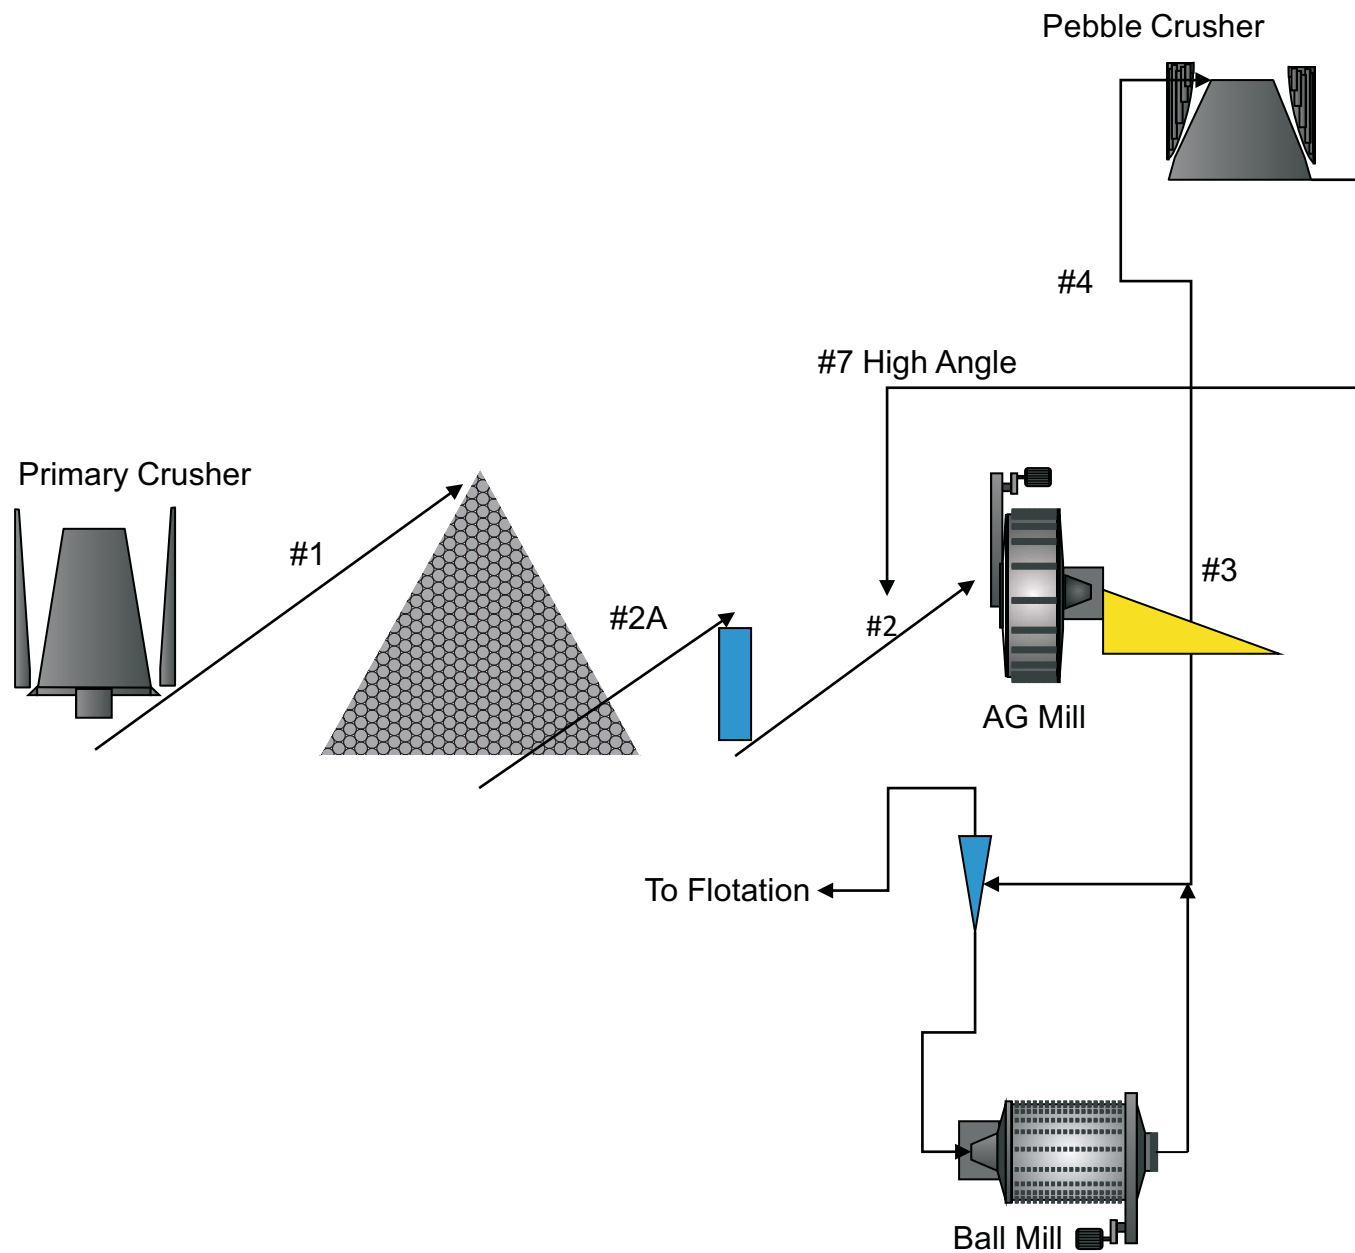 Pebble Crusher
#4
#7 High Angle
Primary Crusher
#1
#3
#2A
#2
AG Mill
To Flotation
Ball Mill